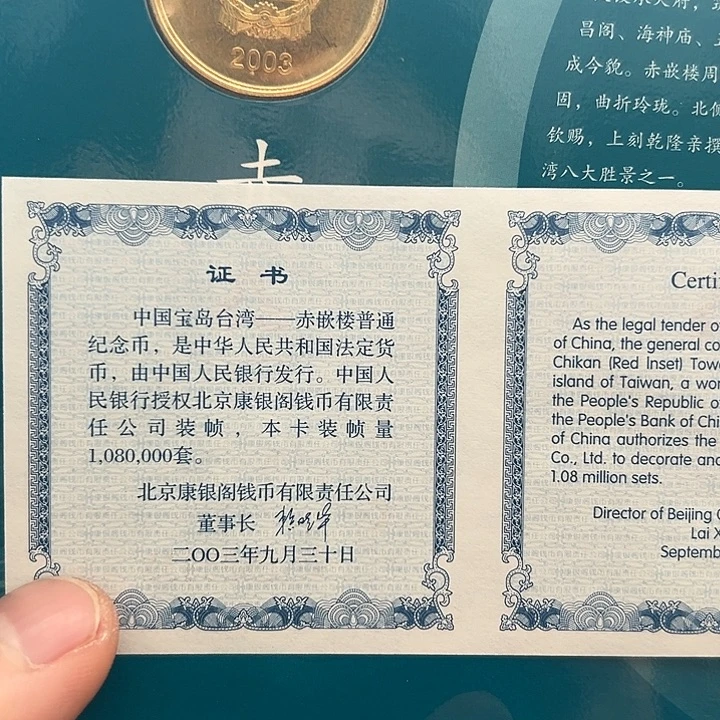 2003
昌阁、海神庙、
成今貌。赤嵌楼周
固，曲折玲珑。北
钦赐，上刻乾隆亲撰
湾八大胜景之一。
证书
中国宝岛台湾——赤嵌楼普通
纪念币，是中华人民共和国法定货
币，由中国人民银行发行。中国人
民银行授权北京康银阁钱币有限责
任公司装帧，本卡装帧量
1,080,000套。
北京康银阁钱币有限责任公司
董事长
二〇〇三年九月三十日
Certi
As the legal tender o
of China, the general co
Chikan (Red Inset) Tow
island of Taiwan, a wo
the People's Republic o
the People's Bank of Chi
of China authorizes the
Co., Ltd. to decorate and
1.08 million sets.
Director of Beijing
Lai X
Septemb